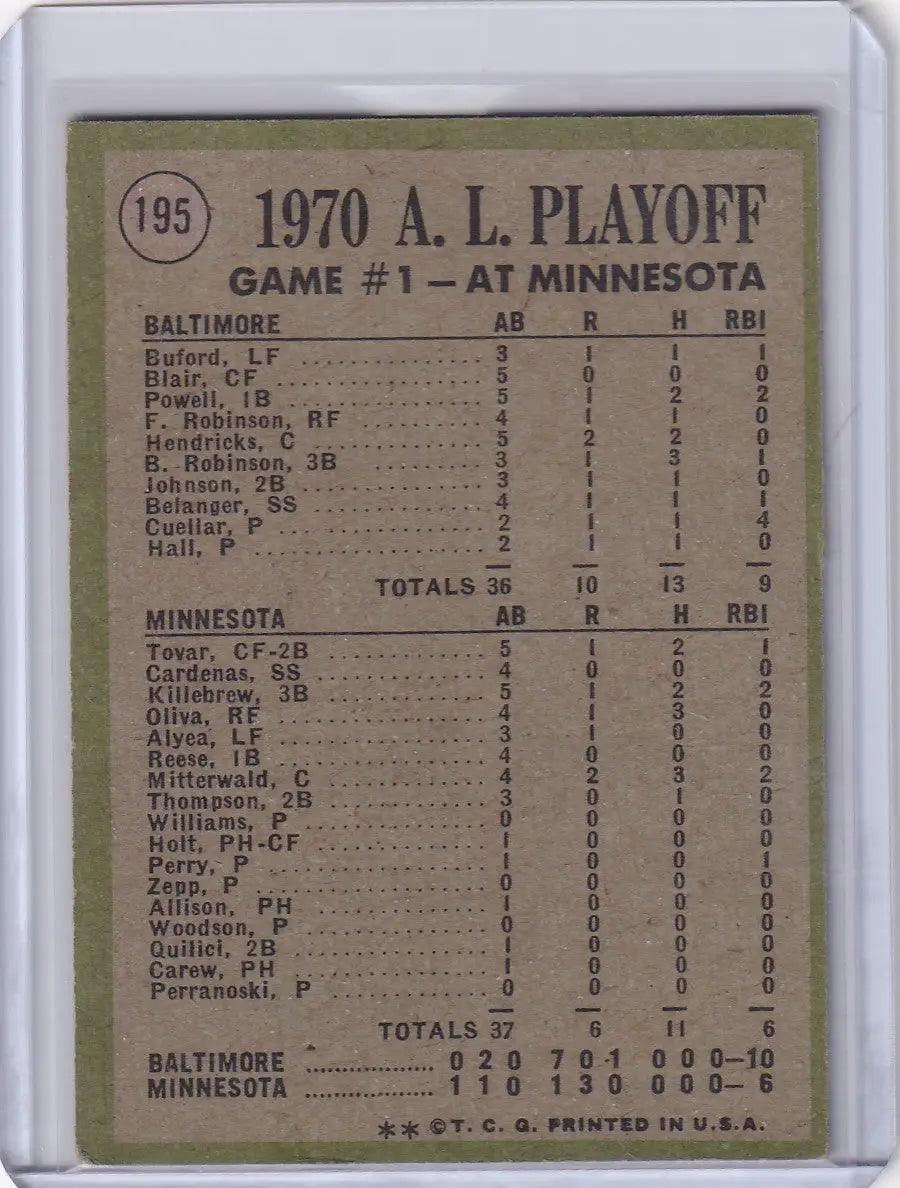 195
1970 A. L. PLAYOFF
GAME #1 – AT MINNESOTA
BALTIMORE AB R H RBI
Buford, LF .................. 3 1 1 1
Blair, CF .................. 5 0 0 0
Powell, 1B .................. 5 1 2 2
F. Robinson, RF ........... 4 1 1 0
Hendricks, C ............... 5 2 2 0
B. Robinson, 3B .......... 3 1 3 1
Johnson, 2B ................ 3 1 1 0
Belanger, SS ............... 4 1 1 1
Cuellar, P .................. 2 1 1 4
Hall, P ..................... 2 1 1 0
TOTALS 36 10 13 9
MINNESOTA AB R H RBI
Tovar, CF-2B ............... 5 1 2 1
Cardenas, SS ............... 4 0 0 0
Killebrew, 3B .............. 5 1 2 2
Oliva, RF .................. 4 1 3 0
Alyea, LF .................. 3 1 0 0
Reese, 1B .................. 4 0 0 0
Mitterwald, C .............. 4 2 3 2
Thompson, 2B .............. 3 0 1 0
Williams, P ................ 0 0 0 0
Holt, PH-CF ................ 1 0 0 0
Perry, P ................... 1 0 0 1
Zepp, P .................... 0 0 0 0
Allison, PH ................ 1 0 0 0
Woodson, P ................ 0 0 0 0
Quilici, 2B ................ 1 0 0 0
Carew, PH .................. 1 0 0 0
Perranoski, P .............. 0 0 0 0
TOTALS 37 6 11 6
BALTIMORE .................. 0 2 0 7 0 1 0 0 0–10
MINNESOTA .................. 1 1 0 1 3 0 0 0 0– 6
** ©T. C. G. PRINTED IN U.S.A.